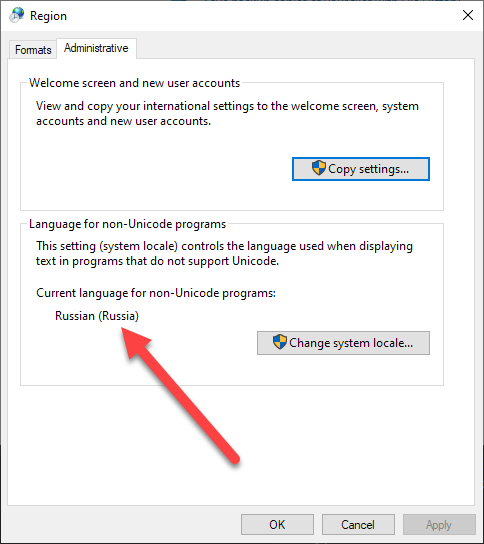 Region
Formats
Administrative
Welcome screen and new user accounts
View and copy your international settings to the welcome screen, system
accounts and new user accounts.
Copy settings...
Language for non-Unicode programs
This setting (system locale) controls the language used when displaying
text in programs that do not support Unicode.
Current language for non-Unicode programs:
Russian (Russia)
Change system locale...
OK
Cancel
Apply